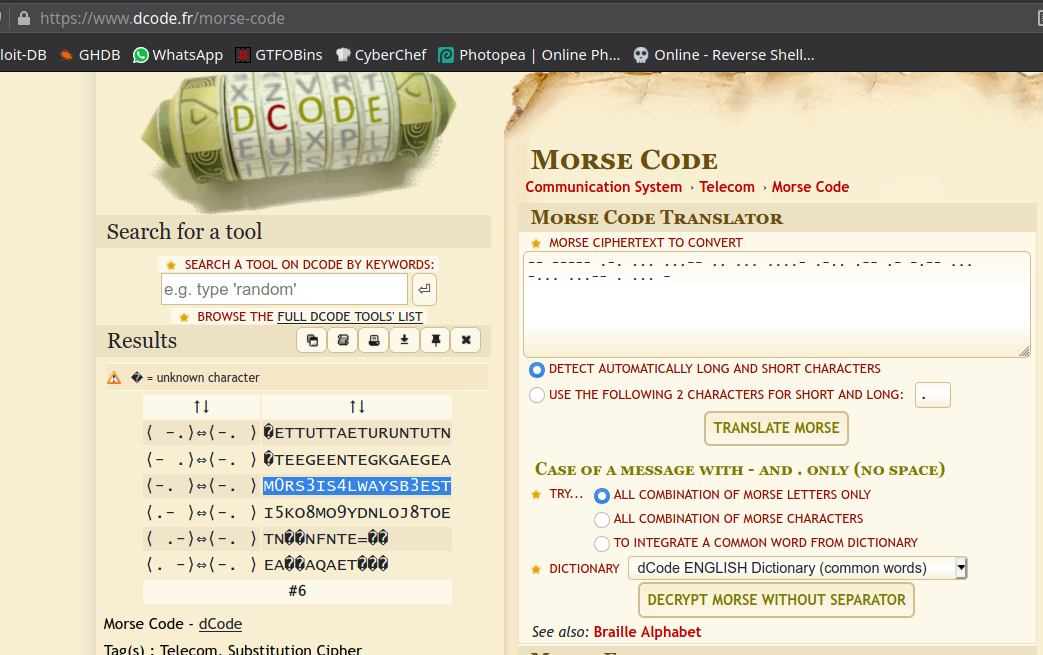 https://www.dcode.fr/morse-code
loit-DB GHDB WhatsApp GTFOBins CyberChef Photopea | Online Ph... Online - Reverse Shell...
X Z V R T
D C O D E
E U X P L
Search for a tool
SEARCH A TOOL ON DCODE BY KEYWORDS:
e.g. type 'random'
BROWSE THE FULL DCODE TOOLS' LIST
Results
� = unknown character
↑↓ ↑↓
⟨ -.⟩⇔⟨-. ⟩ �ETTUTTAETURUNTUTN
⟨- .⟩⇔⟨-. ⟩ �TEEGEENTEGKGAEGEA
⟨-. ⟩⇔⟨-. ⟩ M0RS3IS4LWAYSB3EST
⟨.- ⟩⇔⟨-. ⟩ I5KO8MO9YDNLOJ8TOE
⟨ .-⟩⇔⟨-. ⟩ TN��NFNTE=��
⟨. -⟩⇔⟨-. ⟩ EA��AQAET���
#6
Morse Code - dCode
Tag(s) : Telecom, Substitution Cipher
MORSE CODE
Communication System › Telecom › Morse Code
MORSE CODE TRANSLATOR
MORSE CIPHERTEXT TO CONVERT
-- ----- .-. ... ...-- .. ... ....- .-.. .-- .- -.-- ...
-... ...-- . ... -
DETECT AUTOMATICALLY LONG AND SHORT CHARACTERS
USE THE FOLLOWING 2 CHARACTERS FOR SHORT AND LONG: .
TRANSLATE MORSE
CASE OF A MESSAGE WITH - AND . ONLY (NO SPACE)
TRY... ALL COMBINATION OF MORSE LETTERS ONLY
ALL COMBINATION OF MORSE CHARACTERS
TO INTEGRATE A COMMON WORD FROM DICTIONARY
DICTIONARY dCode ENGLISH Dictionary (common words)
DECRYPT MORSE WITHOUT SEPARATOR
See also: Braille Alphabet